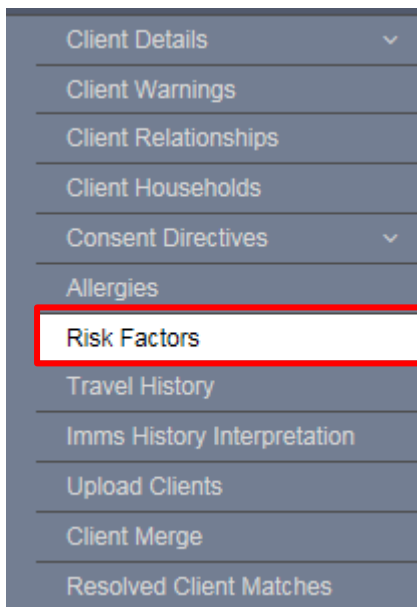 Client Details
Client Warnings
Client Relationships
Client Households
Consent Directives
Allergies
Risk Factors
Travel History
Imms History Interpretation
Upload Clients
Client Merge
Resolved Client Matches